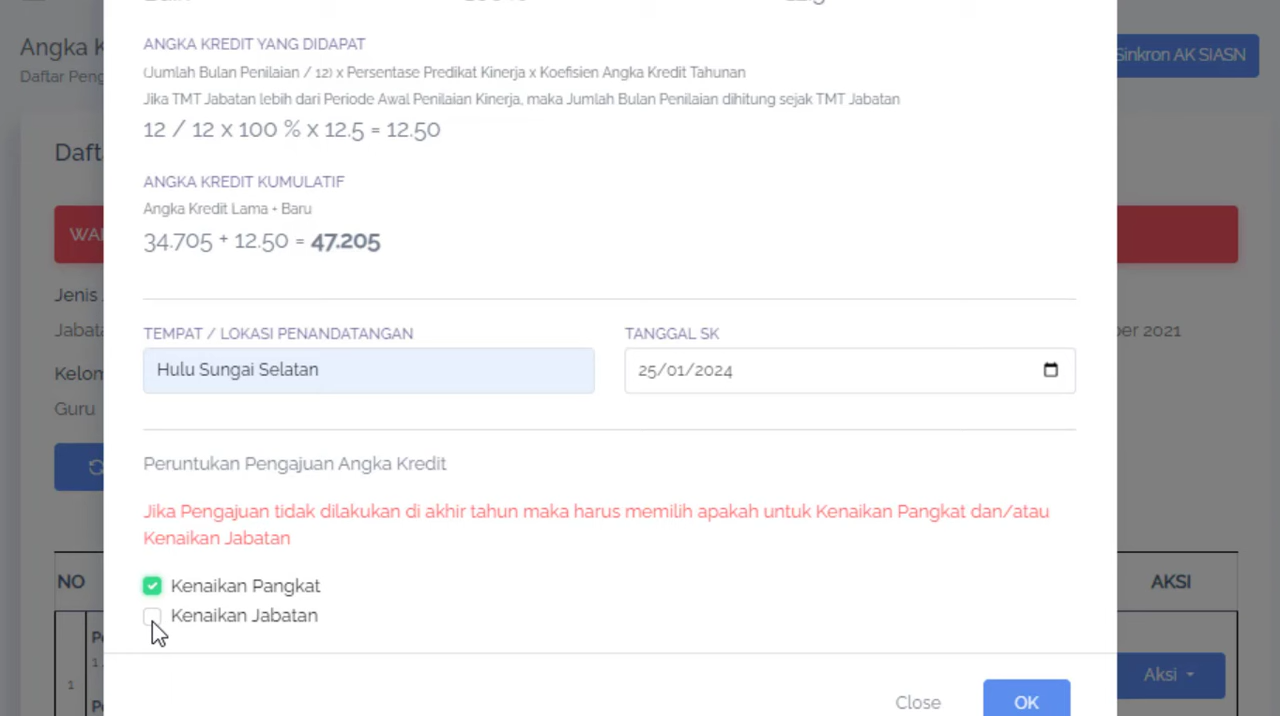 ANGKA KREDIT YANG DIDAPAT
(Jumlah Bulan Penilaian / 12) x Persentase Predikat Kinerja x Koefisien Angka Kredit Tahunan
Jika TMT Jabatan lebih dari Periode Awal Penilaian Kinerja, maka Jumlah Bulan Penilaian dihitung sejak TMT Jabatan
12 / 12 x 100 % x 12.5 = 12.50
ANGKA KREDIT KUMULATIF
Angka Kredit Lama + Baru
34.705 + 12.50 = 47.205
TEMPAT / LOKASI PENANDATANGAN
TANGGAL SK
Hulu Sungai Selatan
25/01/2024
Peruntukan Pengajuan Angka Kredit
Jika Pengajuan tidak dilakukan di akhir tahun maka harus memilih apakah untuk Kenaikan Pangkat dan/atau
Kenaikan Jabatan
Kenaikan Pangkat
Kenaikan Jabatan
Close
OK
Angka K
Daftar Peng
Sinkron AK SIASN
Daft
WA
Jenis
Jabat
ber 2021
Kelom
Guru
NO
AKSI
1
P
1
P
Aksi